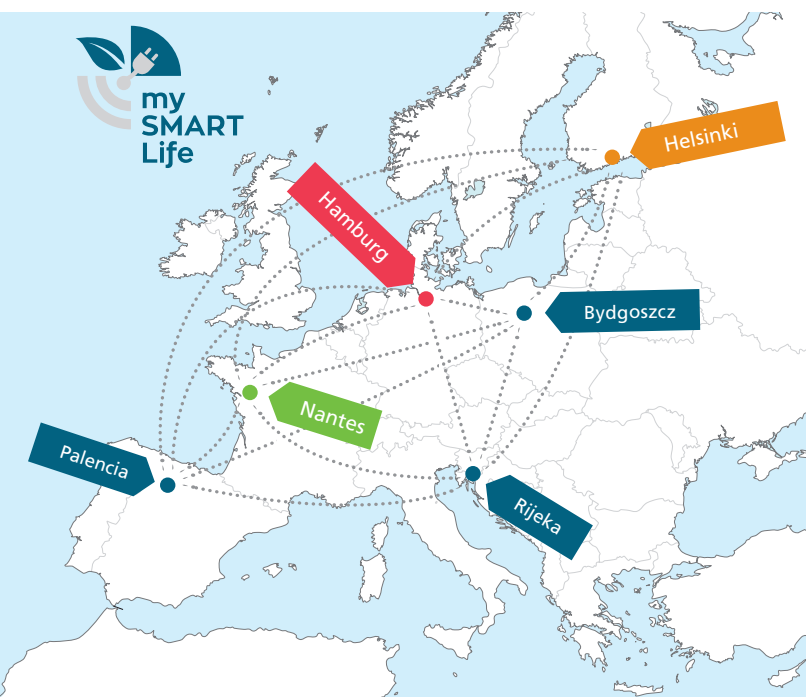 my
SMART
Life
Helsinki
Hamburg
Bydgoszcz
Nantes
Palencia
Rijeka